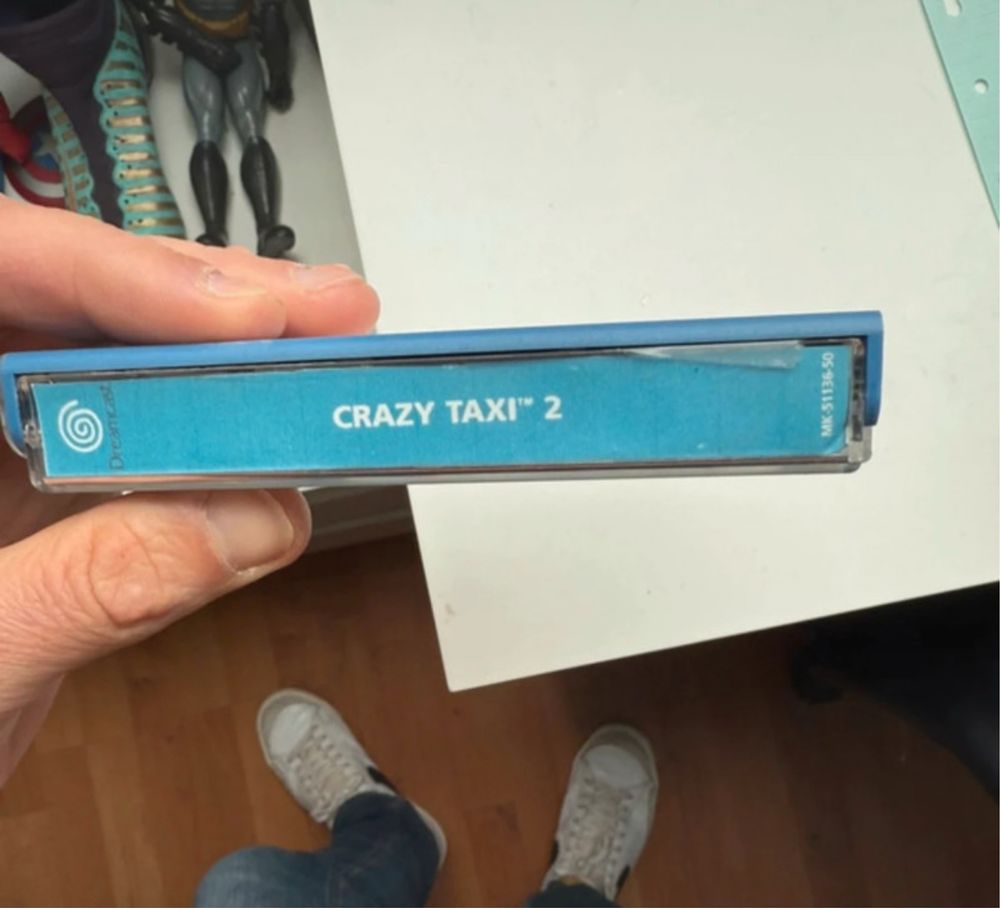 Dreamcast
CRAZY TAXI™ 2
MK-51136-50